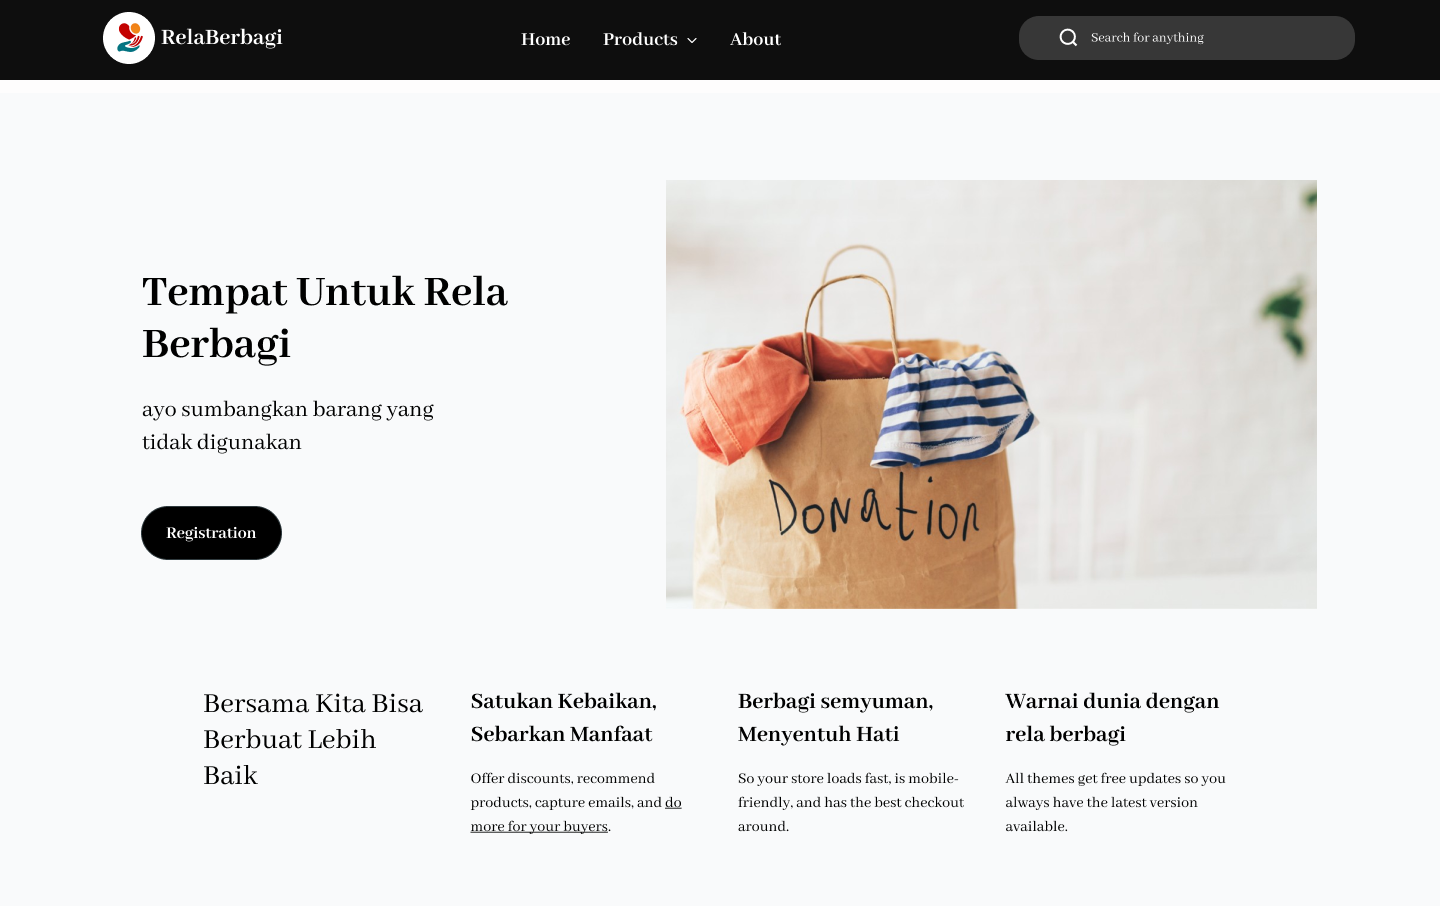 RelaBerbagi
Home
Products
About
Search for anything
Tempat Untuk Rela
Berbagi
ayo sumbangkan barang yang
tidak digunakan
Registration
Donation
Bersama Kita Bisa
Berbuat Lebih
Baik
Satukan Kebaikan,
Sebarkan Manfaat
Offer discounts, recommend
products, capture emails, and do
more for your buyers.
Berbagi semyuman,
Menyentuh Hati
So your store loads fast, is mobile-
friendly, and has the best checkout
around.
Warnai dunia dengan
rela berbagi
All themes get free updates so you
always have the latest version
available.